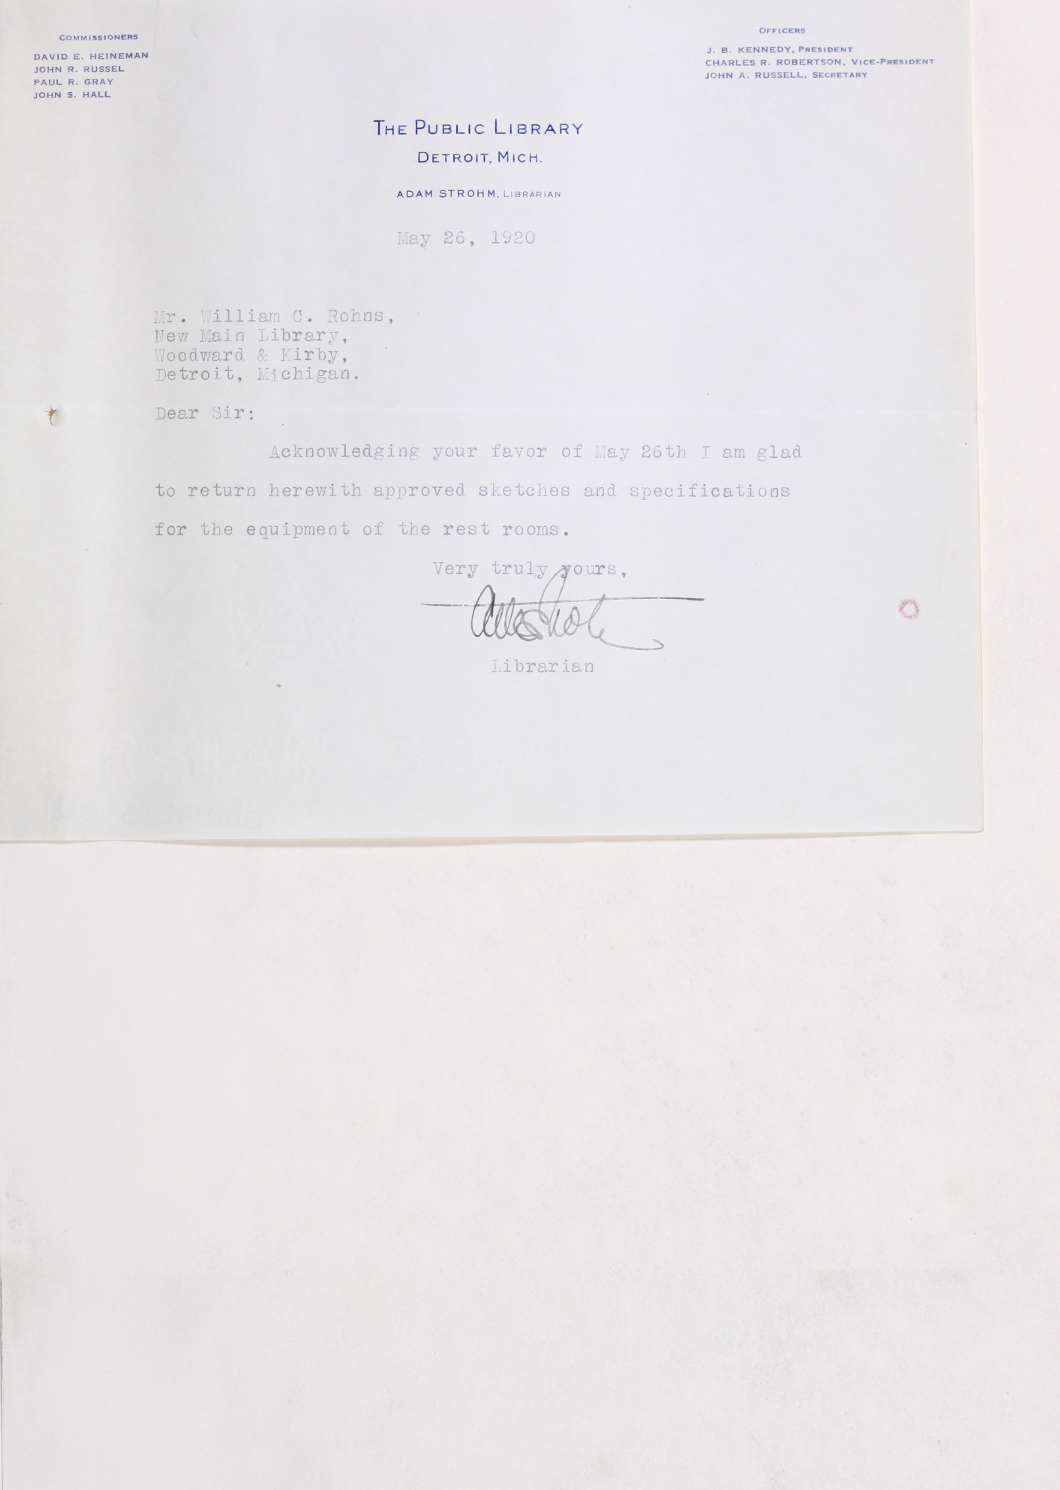 COMMISSIONERS
DAVID E. HEINEMAN
JOHN R. RUSSEL
PAUL R. GRAY
JOHN S. HALL
OFFICERS
J. B. KENNEDY, PRESIDENT
CHARLES R. ROBERTSON, VICE-PRESIDENT
JOHN A. RUSSELL, SECRETARY
THE PUBLIC LIBRARY
DETROIT, MICH.
ADAM STROHM, LIBRARIAN
May 26, 1920
Mr. William C. Rohns,
New Main Library,
Woodward & Kirby,
Detroit, Michigan.
Dear Sir:
Acknowledging your favor of May 26th I am glad
to return herewith approved sketches and specifications
for the equipment of the rest rooms.
Very truly yours,
Librarian